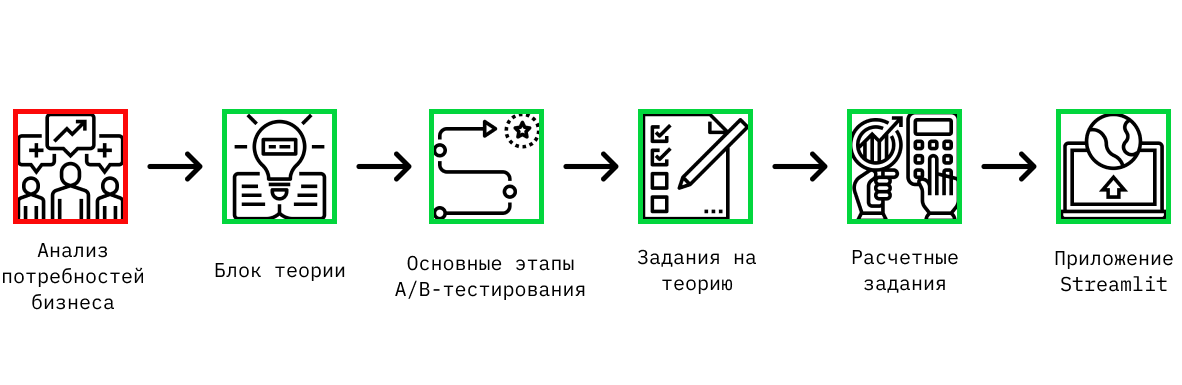 Анализ
потребностей
бизнеса
Блок теории
Основные этапы
А/В-тестирования
Задания на
теорию
Расчетные
задания
Приложение
Streamlit